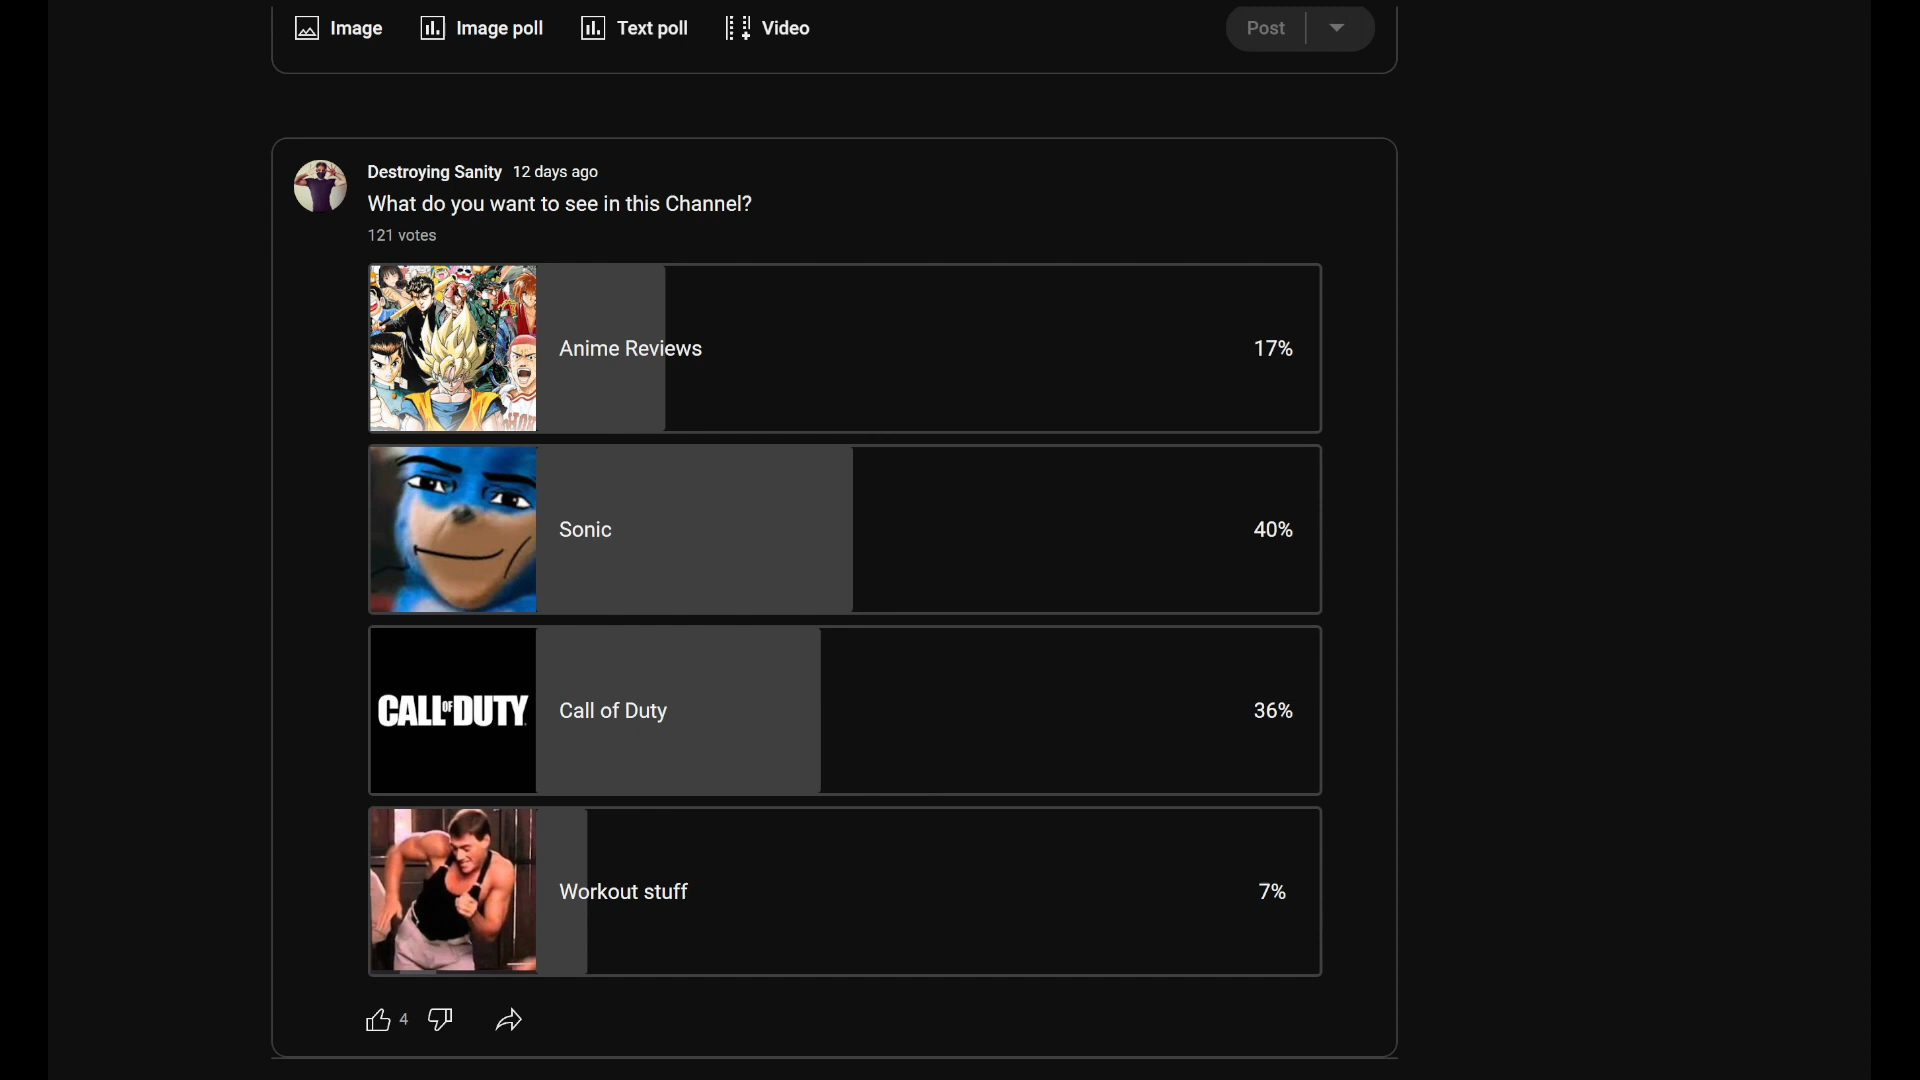 Image
Image poll
Text poll
Video
Post
Destroying Sanity 12 days ago
What do you want to see in this Channel?
121 votes
Anime Reviews
17%
Sonic
40%
CALL OF DUTY
Call of Duty
36%
Workout stuff
7%
4